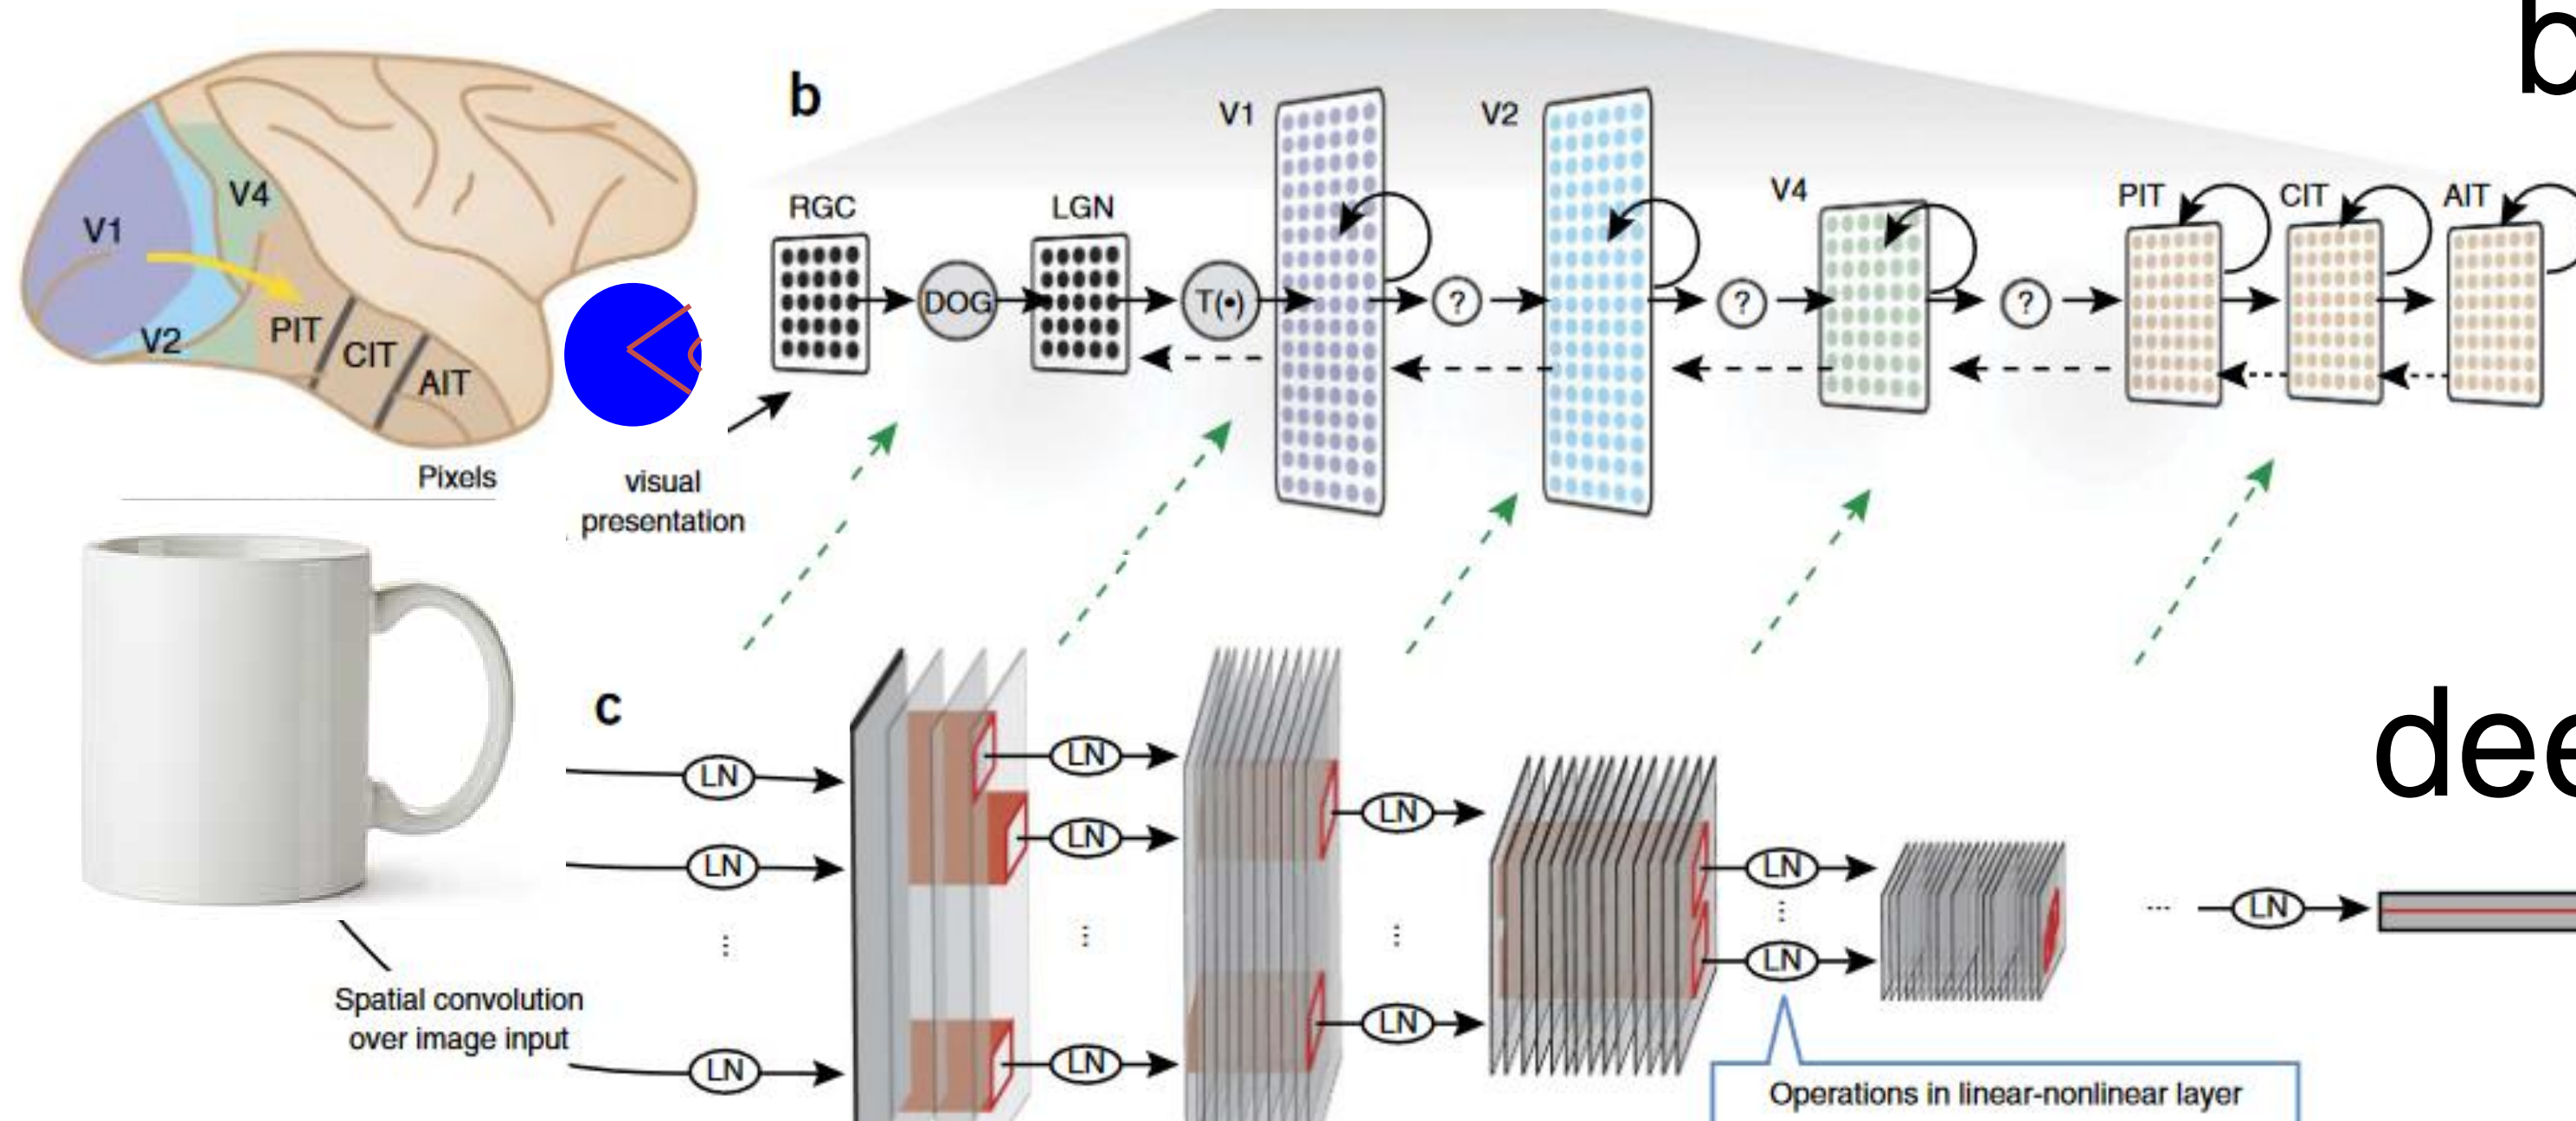 b
b
V1
V2
V4
PIT
CIT
AIT
RGC
DOG
LGN
T(•)
V1
?
V2
?
V4
?
PIT
CIT
AIT
Pixels
visual
presentation
c
dee
LN
LN
⋮
LN
LN
LN
⋮
LN
LN
⋮
LN
LN
⋮
LN
...
LN
Spatial convolution
over image input
Operations in linear-nonlinear layer